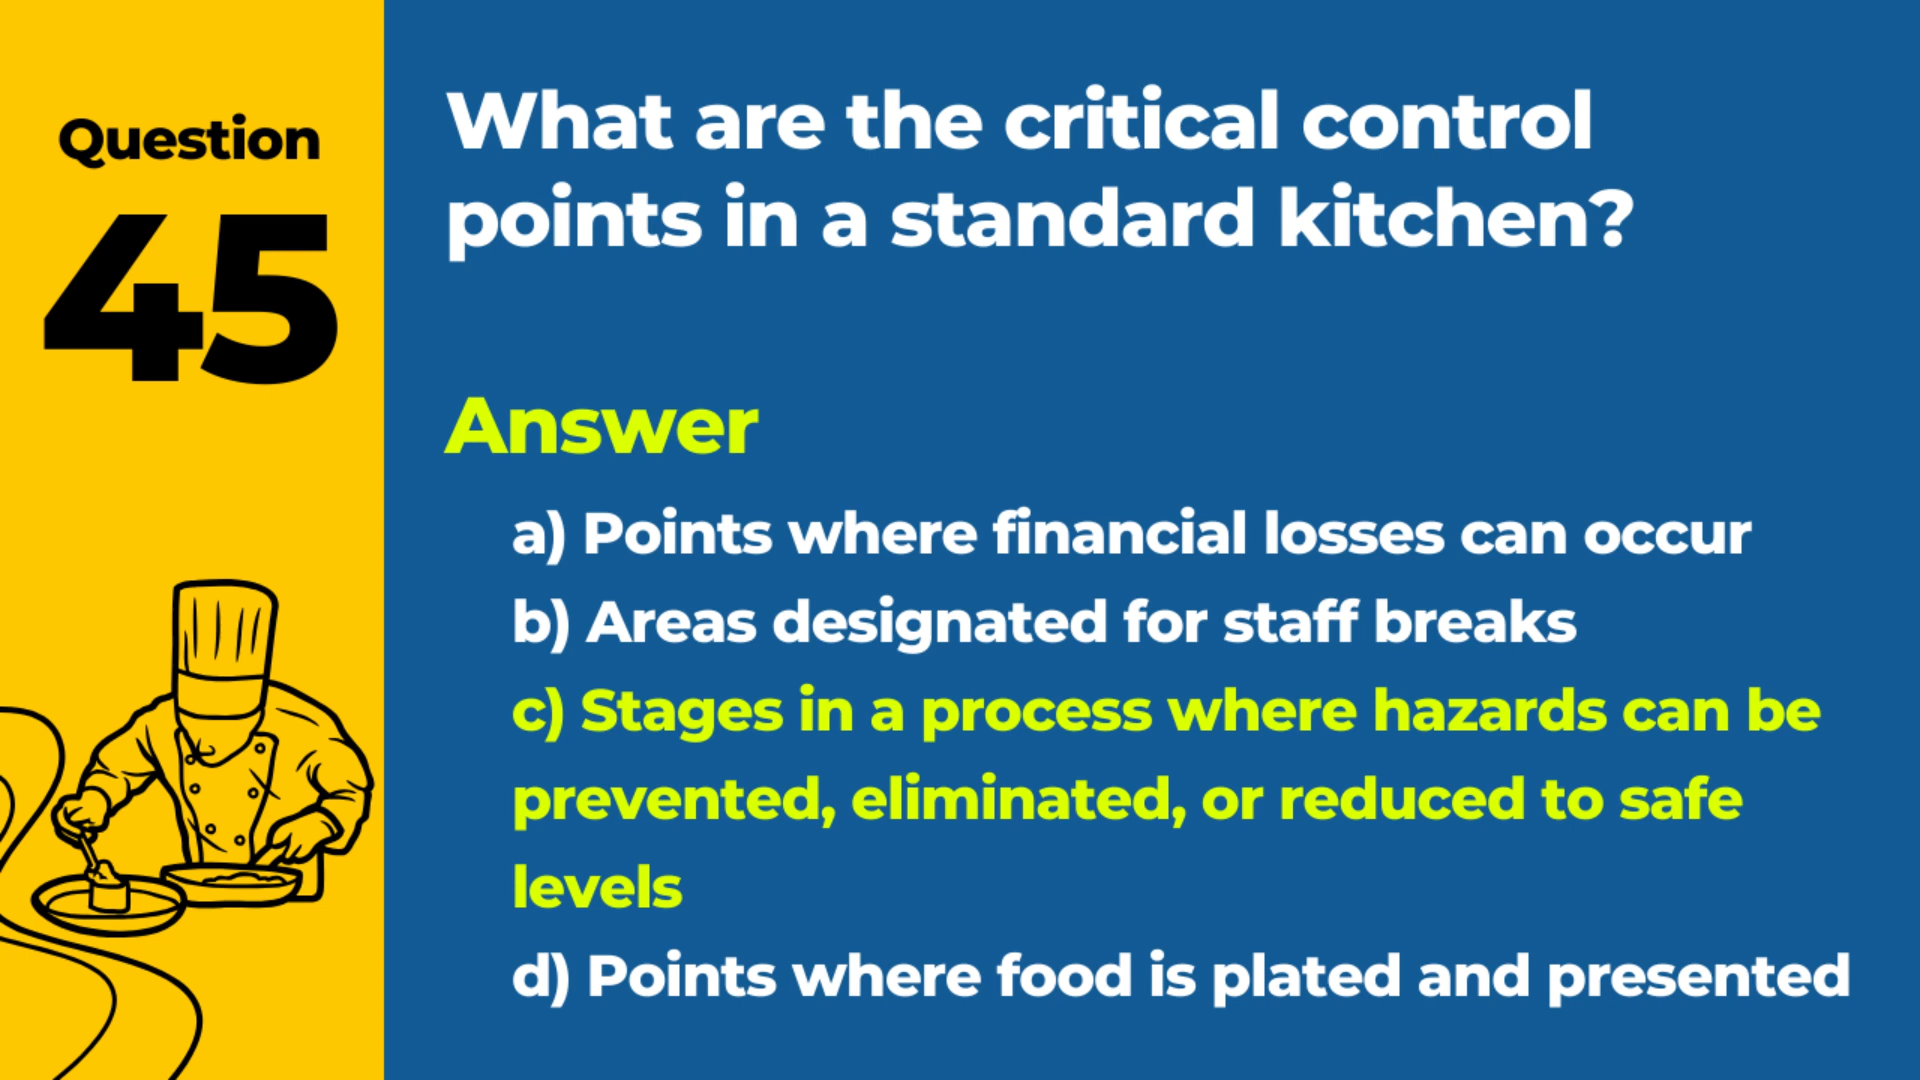 Question
45
What are the critical control
points in a standard kitchen?
Answer
a) Points where financial losses can occur
b) Areas designated for staff breaks
c) Stages in a process where hazards can be
prevented, eliminated, or reduced to safe
levels
d) Points where food is plated and presented